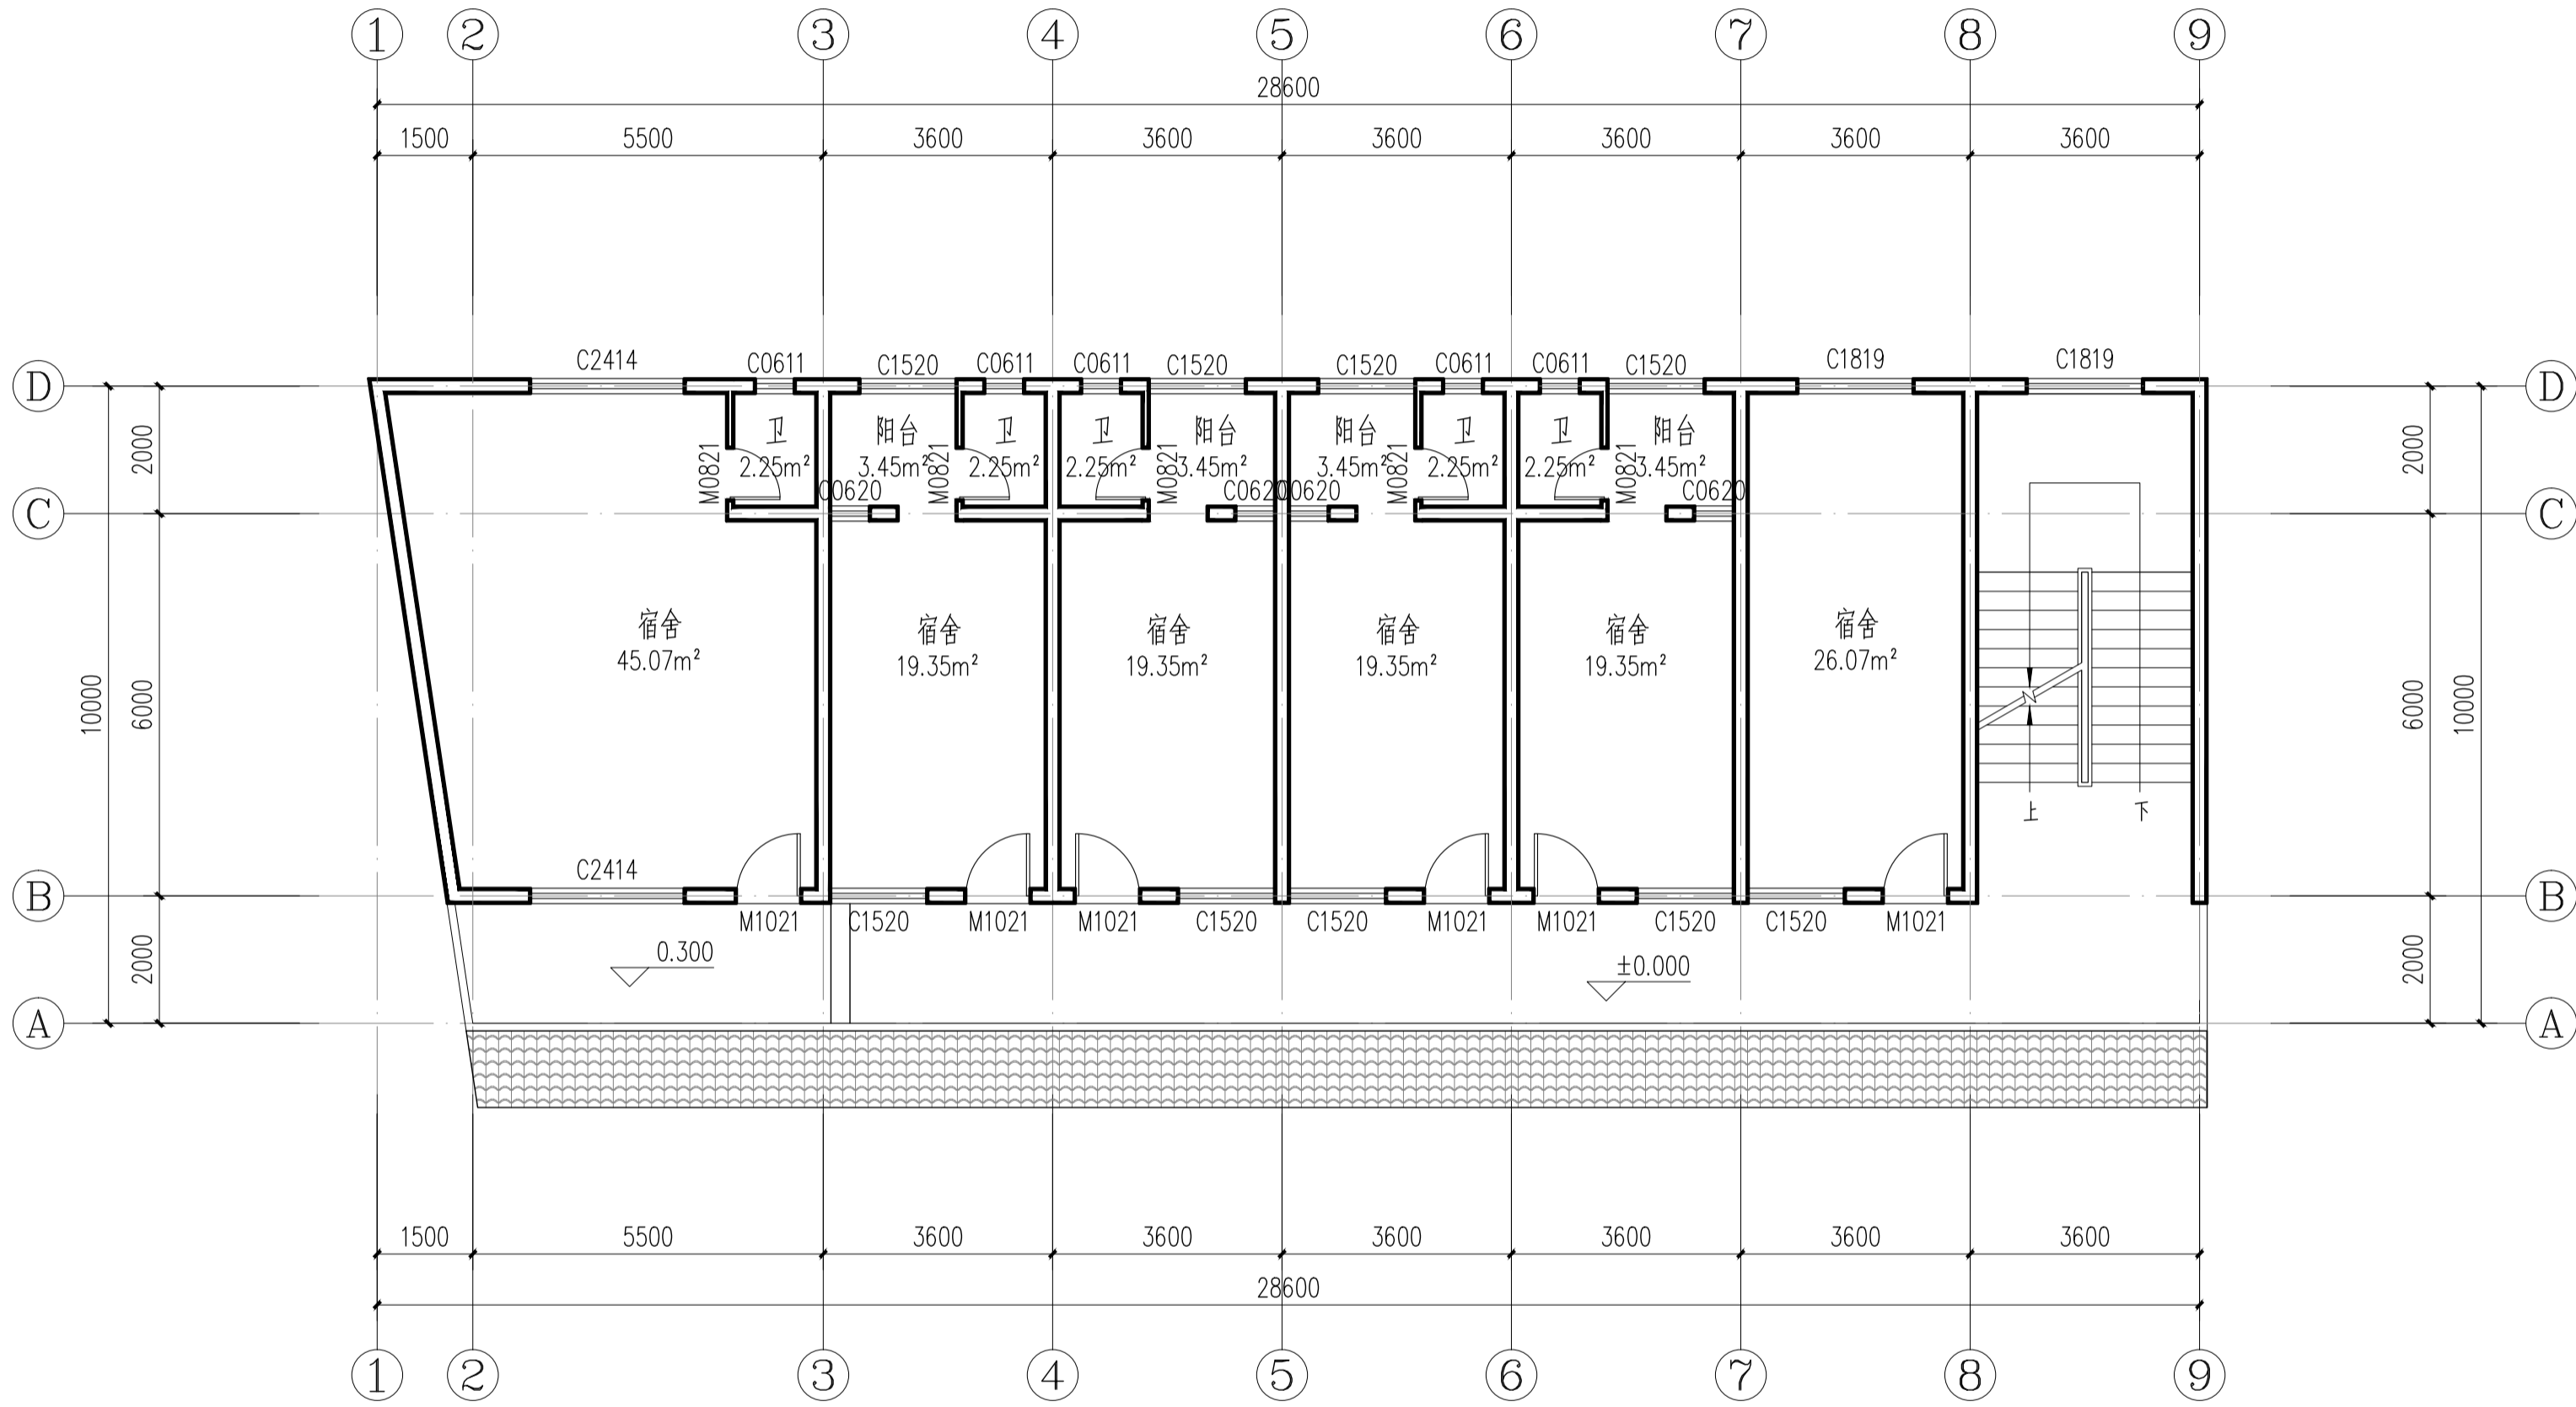 1 2 3 4 5 6 7 8 9
28600
1500 5500 3600 3600 3600 3600 3600 3600
C2414 C0611 C1520 C0611 C0611 C1520 C1520 C0611 C0611 C1520 C1819 C1819
D D
卫 阳台 卫 卫 阳台 阳台 卫 卫 阳台
2.25m² 3.45m² 2.25m² 2.25m² 3.45m² 3.45m² 2.25m² 2.25m² 3.45m²
M0821 M0821 M0821 M0821 M0821
2000 2000
C0620 C0620 C0620 C0620
C C
宿舍 宿舍 宿舍 宿舍 宿舍 宿舍
45.07m² 19.35m² 19.35m² 19.35m² 19.35m² 26.07m²
10000 6000 6000 10000
上 下
C2414
B B
M1021 C1520 M1021 M1021 C1520 C1520 M1021 M1021 C1520 C1520 M1021
0.300 ±0.000
2000 2000
A A
1500 5500 3600 3600 3600 3600 3600 3600
28600
1 2 3 4 5 6 7 8 9